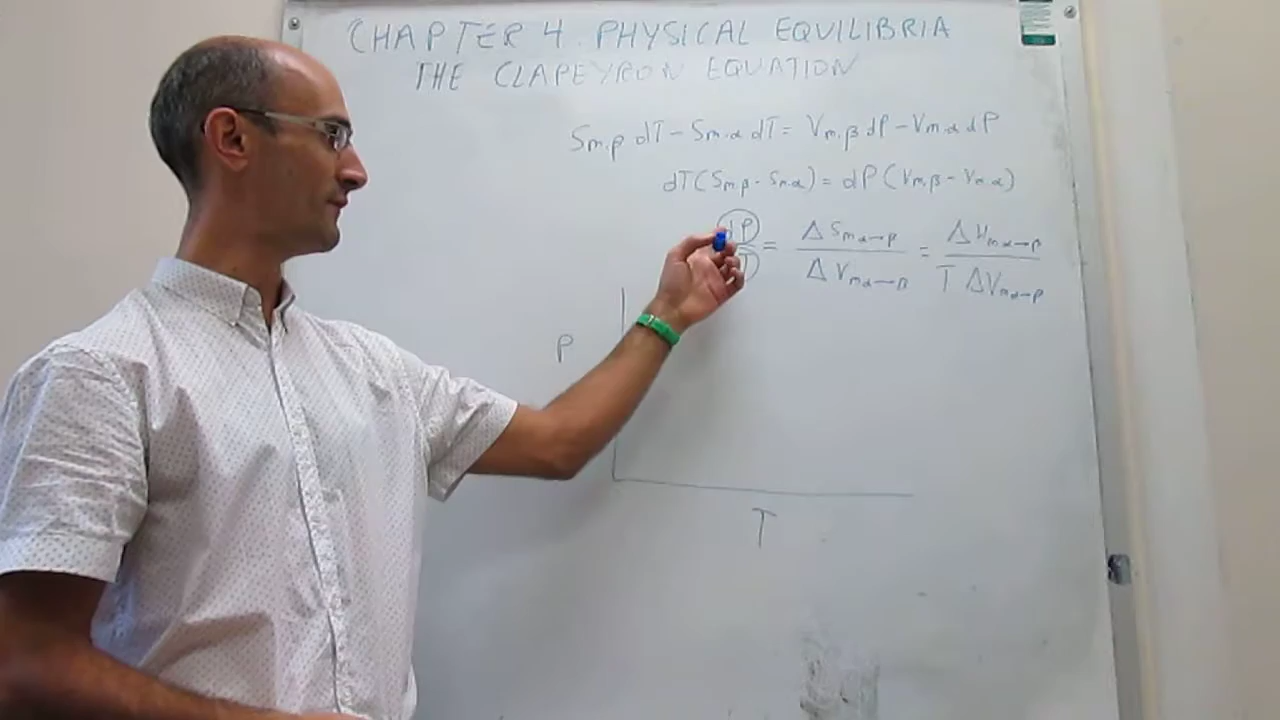 CHAPTER 4. PHYSICAL EQUILIBRIA
THE CLAPEYRON EQUATION
Sm,β dT - Sm,α dT = Vm,β dP - Vm,α dP
dT(Sm,β - Sm,α) = dP(Vm,β - Vm,α)
dP/T = ΔSm α→β / ΔVm α→β = ΔHm α→β / T ΔVm α→β
P
T